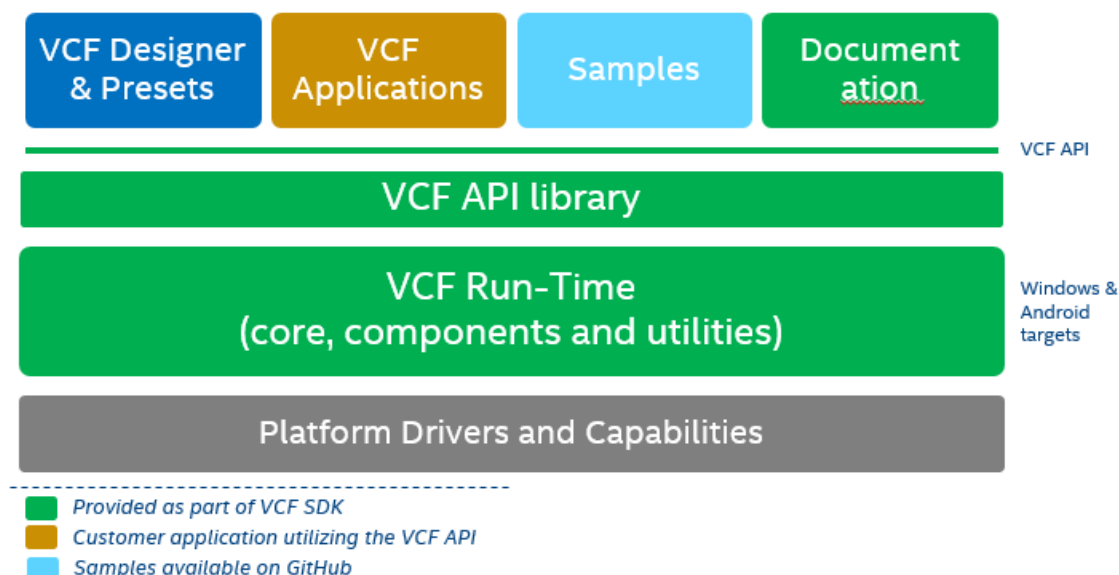 VCF Designer
& Presets
VCF
Applications
Samples
Document
ation
VCF API
VCF API library
VCF Run-Time
(core, components and utilities)
Windows &
Android
targets
Platform Drivers and Capabilities
Provided as part of VCF SDK
Customer application utilizing the VCF API
Samples available on GitHub